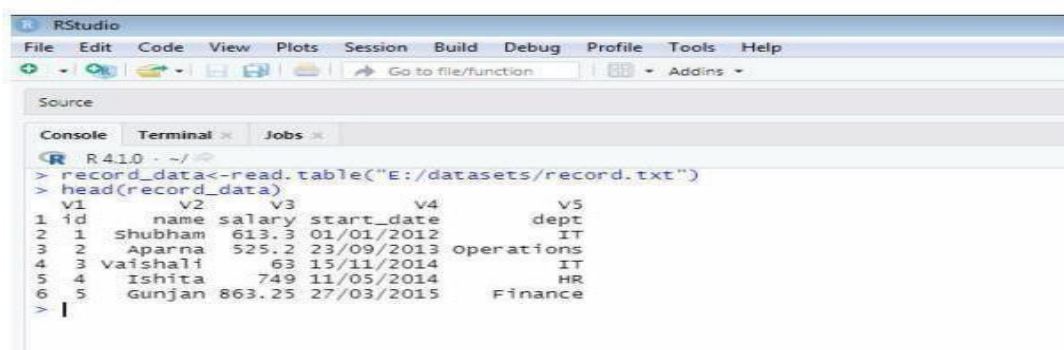 RStudio
File Edit Code View Plots Session Build Debug Profile Tools Help
Go to file/function Addins
Source
Console Terminal Jobs
R 4.1.0 · ~/
> record_data<-read.table("E:/datasets/record.txt")
> head(record_data)
V1 V2 V3 V4 V5
1 id name salary start_date dept
2 1 Shubham 613.3 01/01/2012 IT
3 2 Aparna 525.2 23/09/2013 Operations
4 3 Vaishali 63 15/11/2014 IT
5 4 Ishita 749 11/05/2014 HR
6 5 Gunjan 863.25 27/03/2015 Finance
>